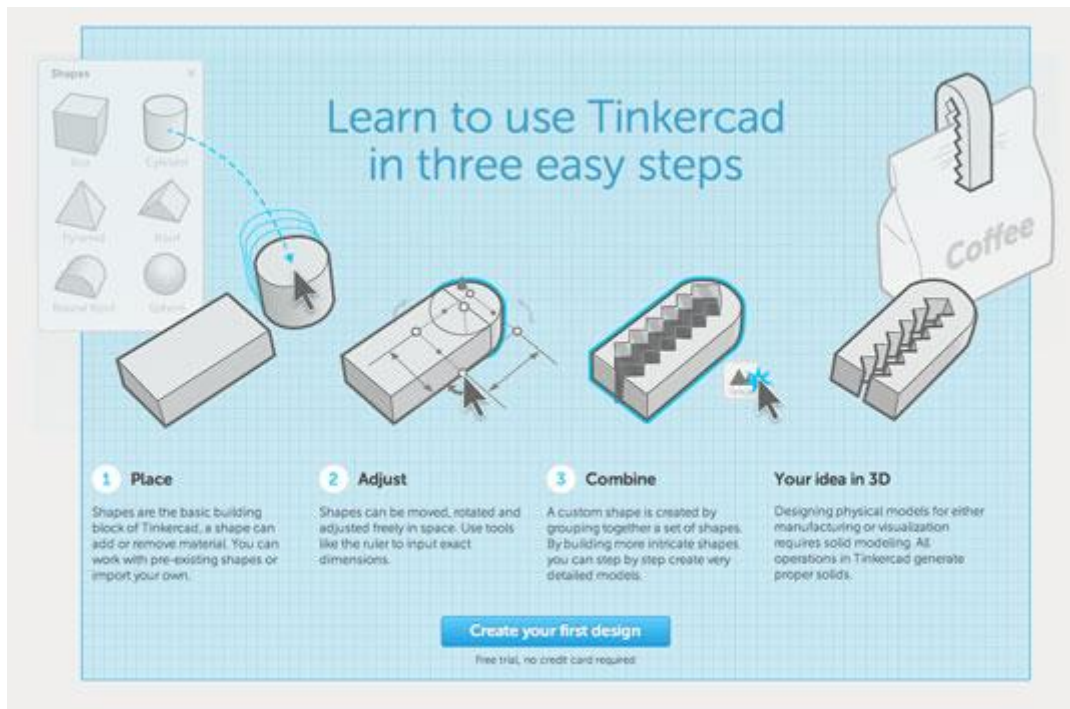 Shapes
Box
Cylinder
Pyramid
Roof
Round Roof
Sphere
Learn to use Tinkercad
in three easy steps
Coffee
1 Place
Shapes are the basic building
block of Tinkercad, a shape can
add or remove material. You can
work with pre-existing shapes or
import your own.
2 Adjust
Shapes can be moved, rotated and
adjusted freely in space. Use tools
like the ruler to input exact
dimensions.
3 Combine
A custom shape is created by
grouping together a set of shapes.
By building more intricate shapes
you can step by step create very
detailed models.
Your idea in 3D
Designing physical models for either
manufacturing or visualization
requires solid modeling. All
operations in Tinkercad generate
proper solids.
Create your first design
Free trial, no credit card required